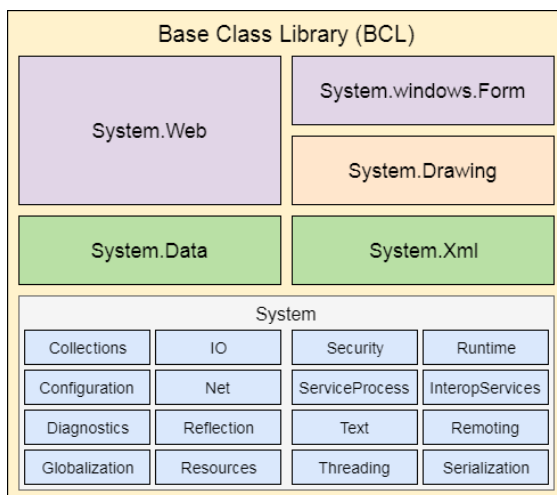 Base Class Library (BCL)
System.Web
System.windows.Form
System.Drawing
System.Data
System.Xml
System
Collections
IO
Security
Runtime
Configuration
Net
ServiceProcess
InteropServices
Diagnostics
Reflection
Text
Remoting
Globalization
Resources
Threading
Serialization